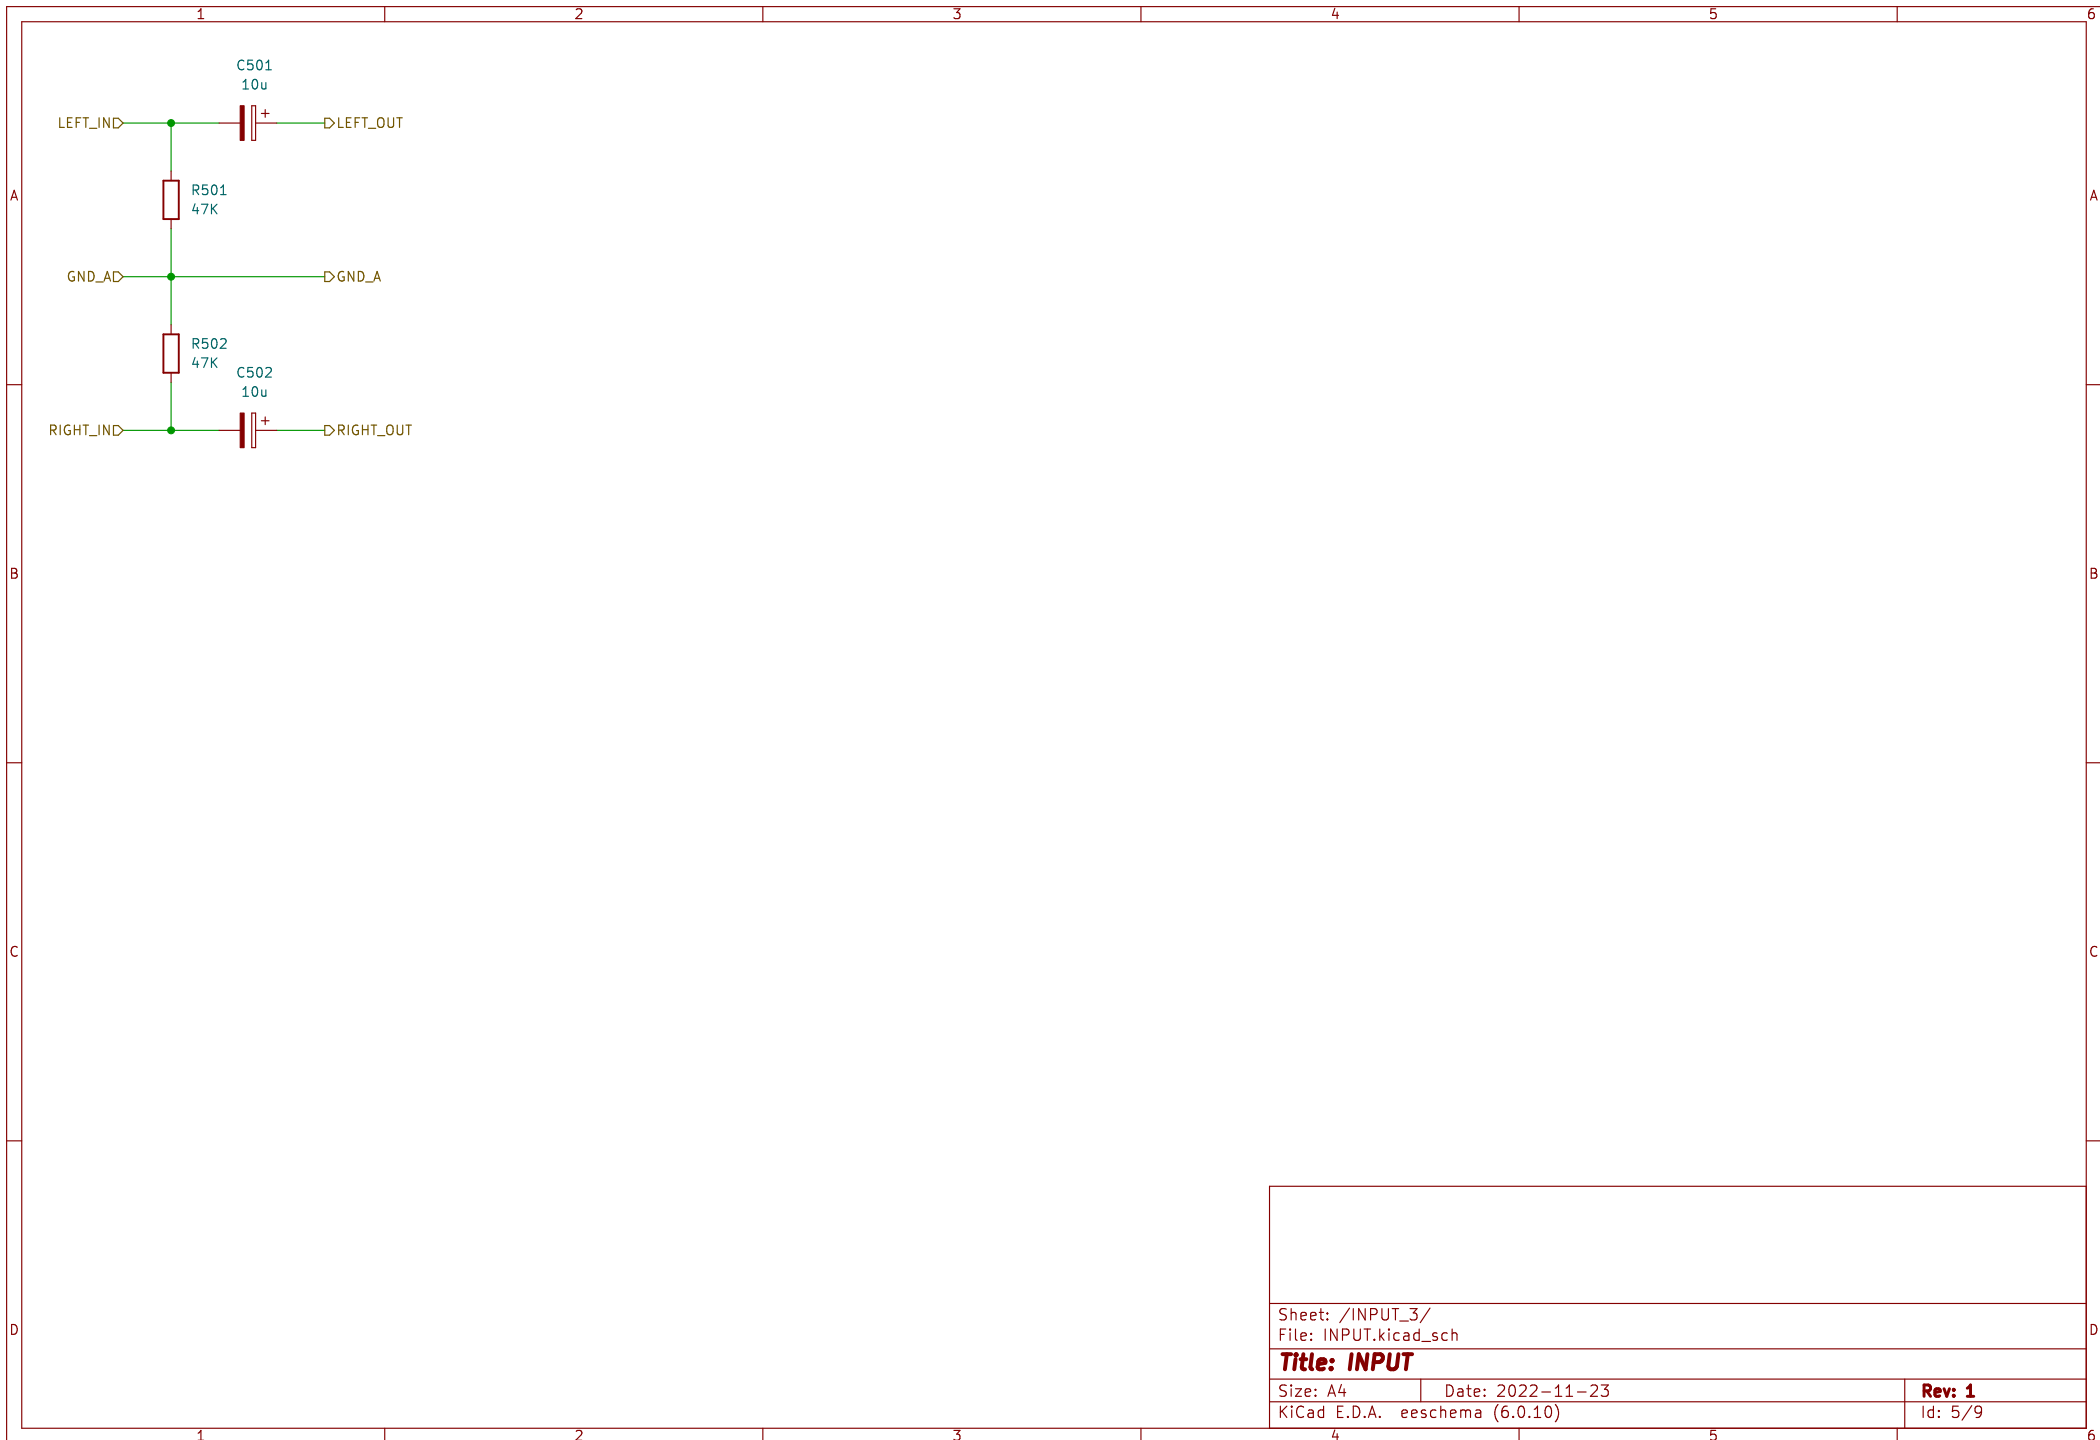 1 2 3 4 5 6
C501
10u
LEFT_IN LEFT_OUT
R501
47K
A A
GND_A GND_A
R502
47K
C502
10u
RIGHT_IN RIGHT_OUT
B B
C C
Sheet: /INPUT_3/
D D
File: INPUT.kicad_sch
Title: INPUT
Size: A4 Date: 2022-11-23 Rev: 1
KiCad E.D.A. eeschema (6.0.10) Id: 5/9
1 2 3 4 5 6